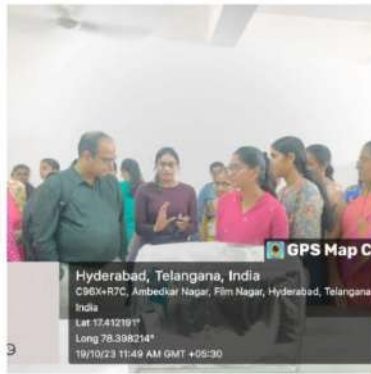 GPS Map C
Hyderabad, Telangana, India
C96X+R7C, Ambedkar Nagar, Film Nagar, Hyderabad, Telangana
India
Lat 17.412191°
Long 78.398214°
19/10/23 11:49 AM GMT +05:30
9